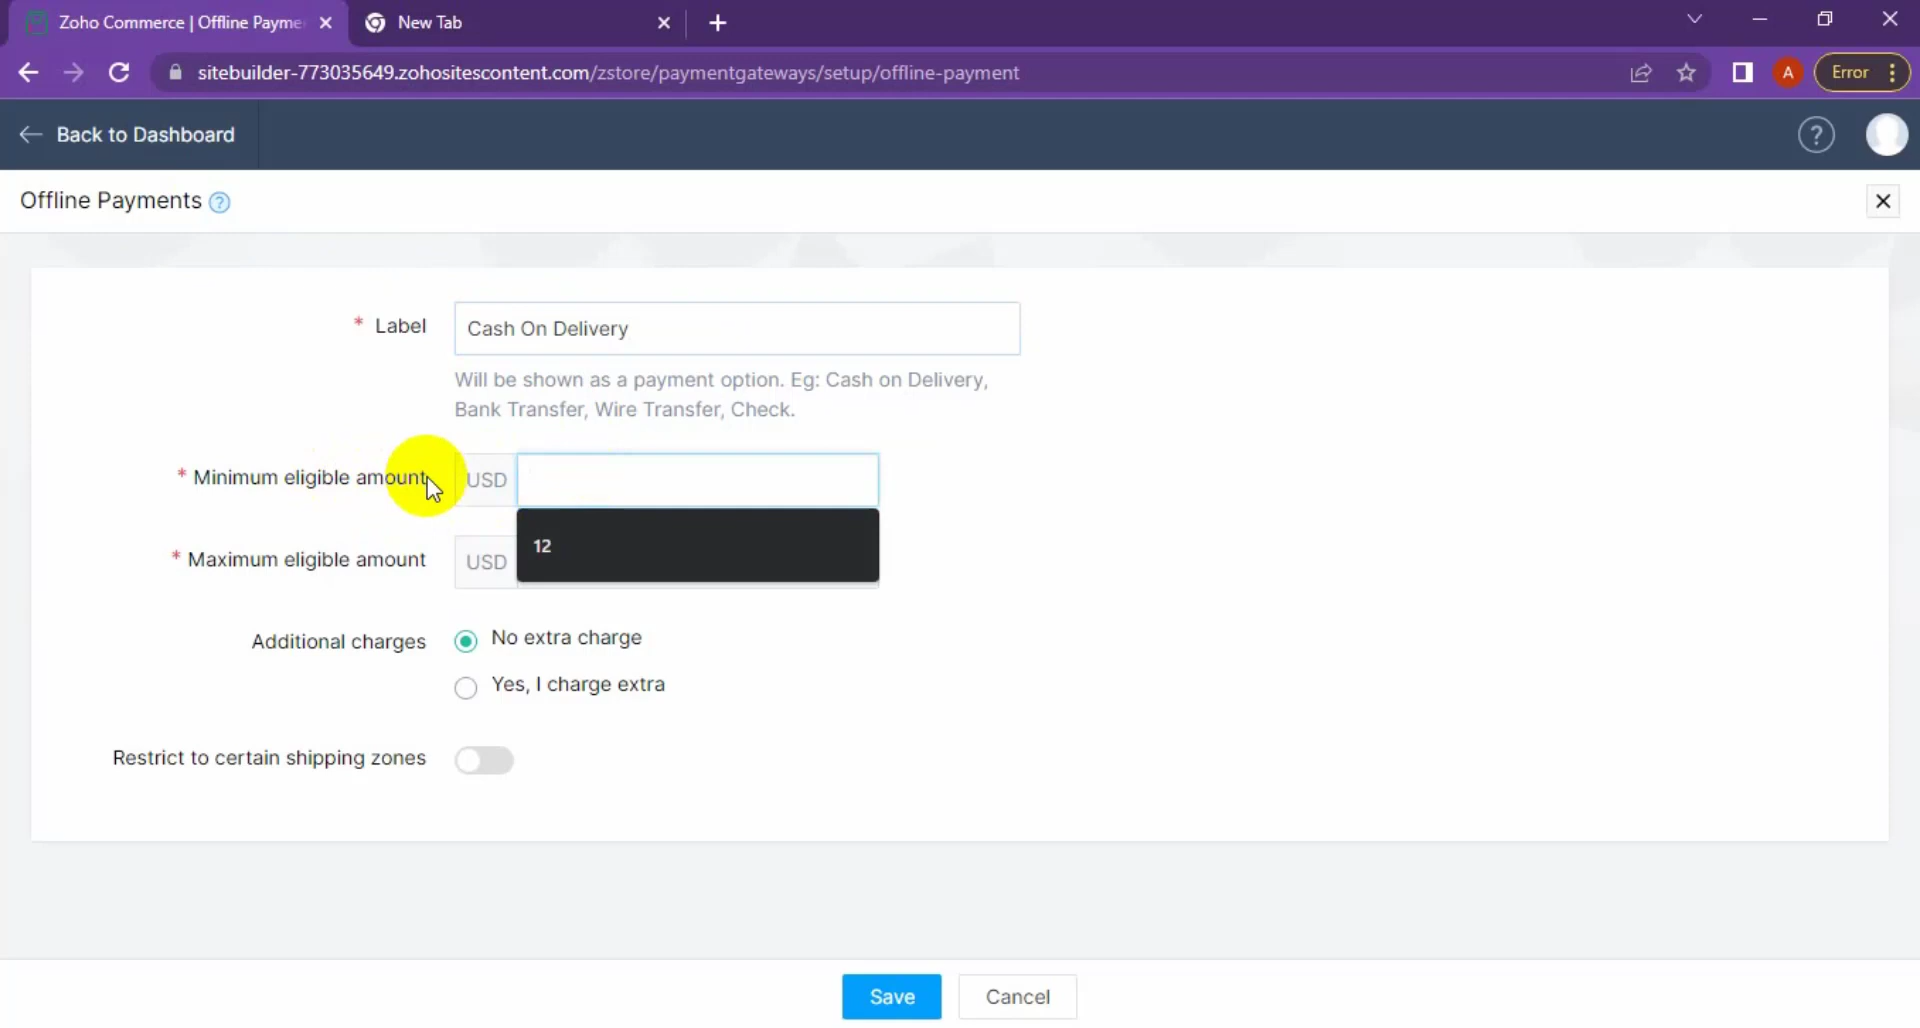 Zoho Commerce | Offline Payme
New Tab
sitebuilder-773035649.zohositescontent.com/zstore/paymentgateways/setup/offline-payment
A
Error
Back to Dashboard
?
Offline Payments ?
* Label
Cash On Delivery
Will be shown as a payment option. Eg: Cash on Delivery,
Bank Transfer, Wire Transfer, Check.
* Minimum eligible amount
USD
12
* Maximum eligible amount
USD
Additional charges
No extra charge
Yes, I charge extra
Restrict to certain shipping zones
Save
Cancel